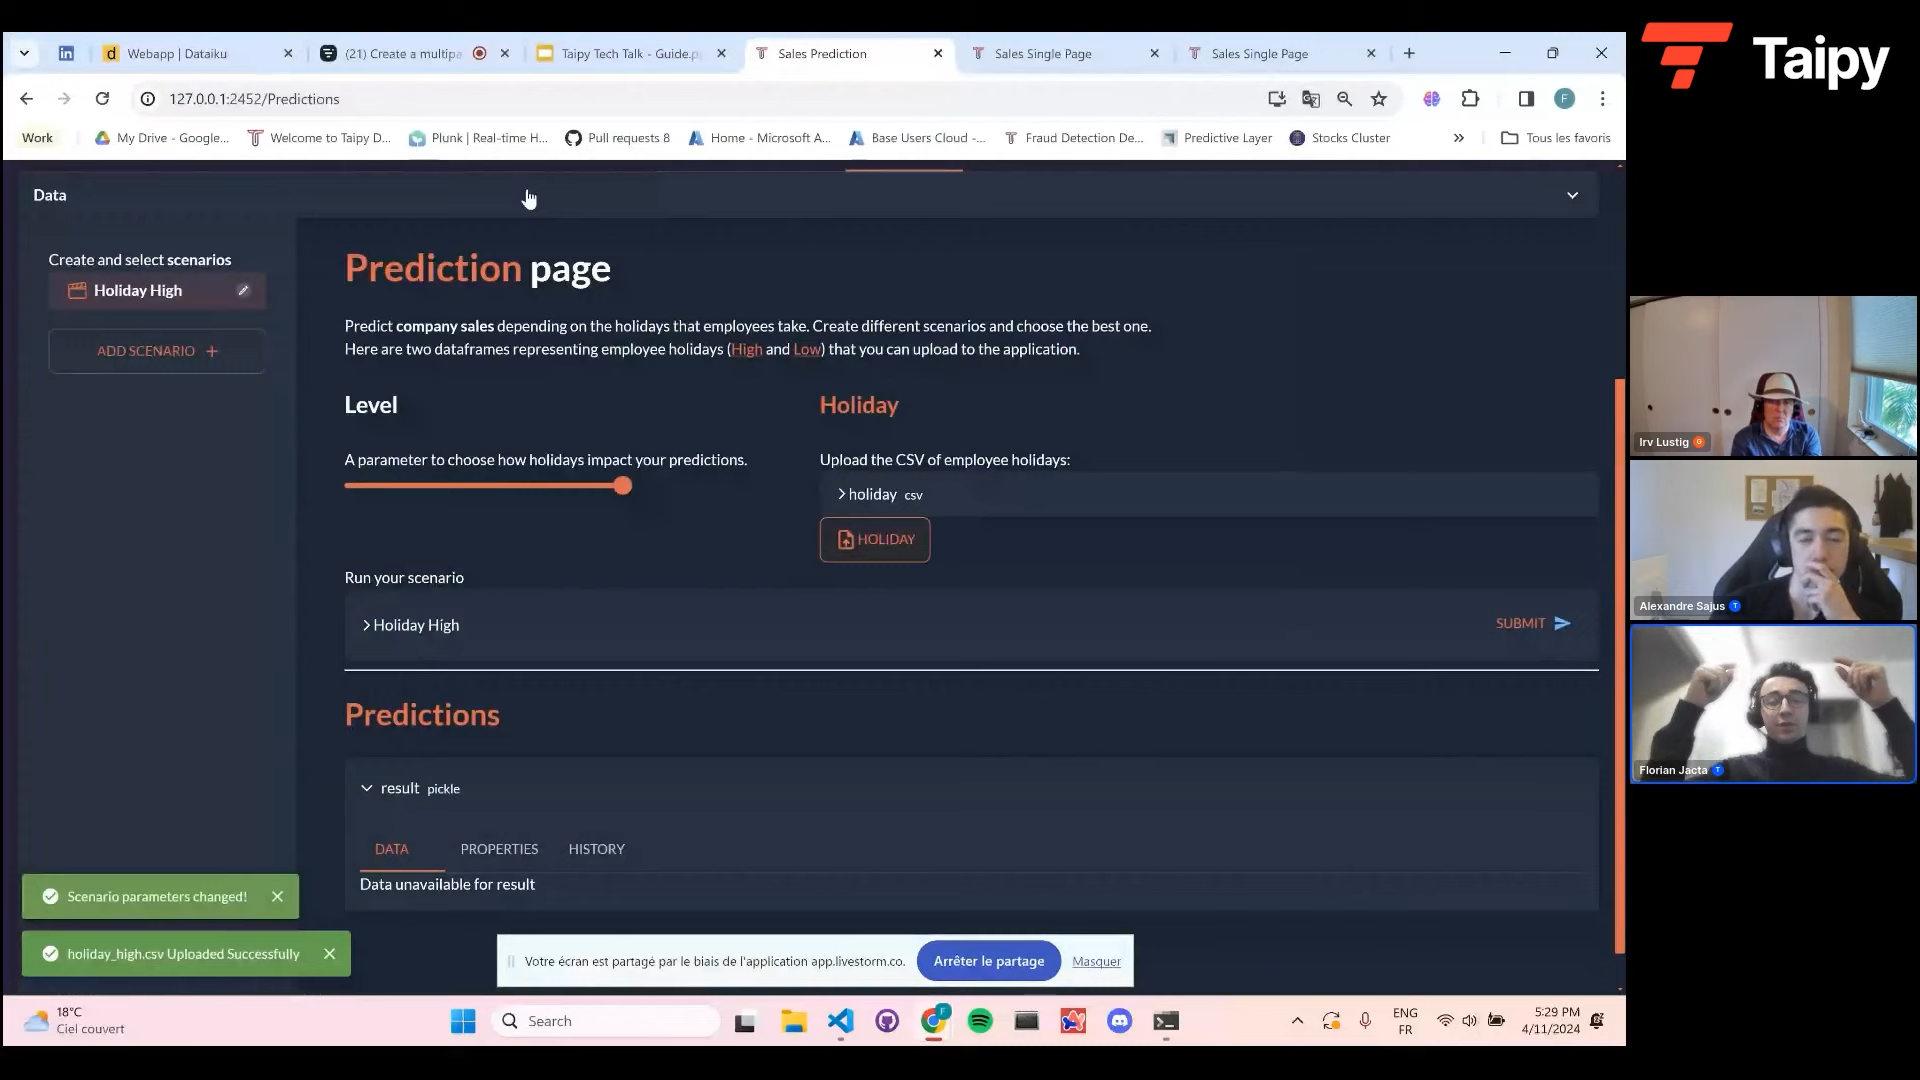 Webapp | Dataiku
(21) Create a multipa
Taipy Tech Talk - Guide.p
Sales Prediction
Sales Single Page
Sales Single Page
Taipy
127.0.0.1:2452/Predictions
Work
My Drive - Google...
Welcome to Taipy D...
Plunk | Real-time H...
Pull requests 8
Home - Microsoft A...
Base Users Cloud -...
Fraud Detection De...
Predictive Layer
Stocks Cluster
Tous les favoris
Data
Create and select scenarios
Holiday High
ADD SCENARIO +
Prediction page
Predict company sales depending on the holidays that employees take. Create different scenarios and choose the best one.
Here are two dataframes representing employee holidays (High and Low) that you can upload to the application.
Level
Holiday
A parameter to choose how holidays impact your predictions.
Upload the CSV of employee holidays:
holiday csv
HOLIDAY
Run your scenario
Holiday High
SUBMIT
Predictions
result pickle
DATA
PROPERTIES
HISTORY
Data unavailable for result
Scenario parameters changed!
holiday_high.csv Uploaded Successfully
Votre écran est partagé par le biais de l'application app.livestorm.co.
Arrêter le partage
Masquer
Irv Lustig
Alexandre Sajus
Florian Jacta
18°C
Ciel couvert
Search
ENG
FR
5:29 PM
4/11/2024